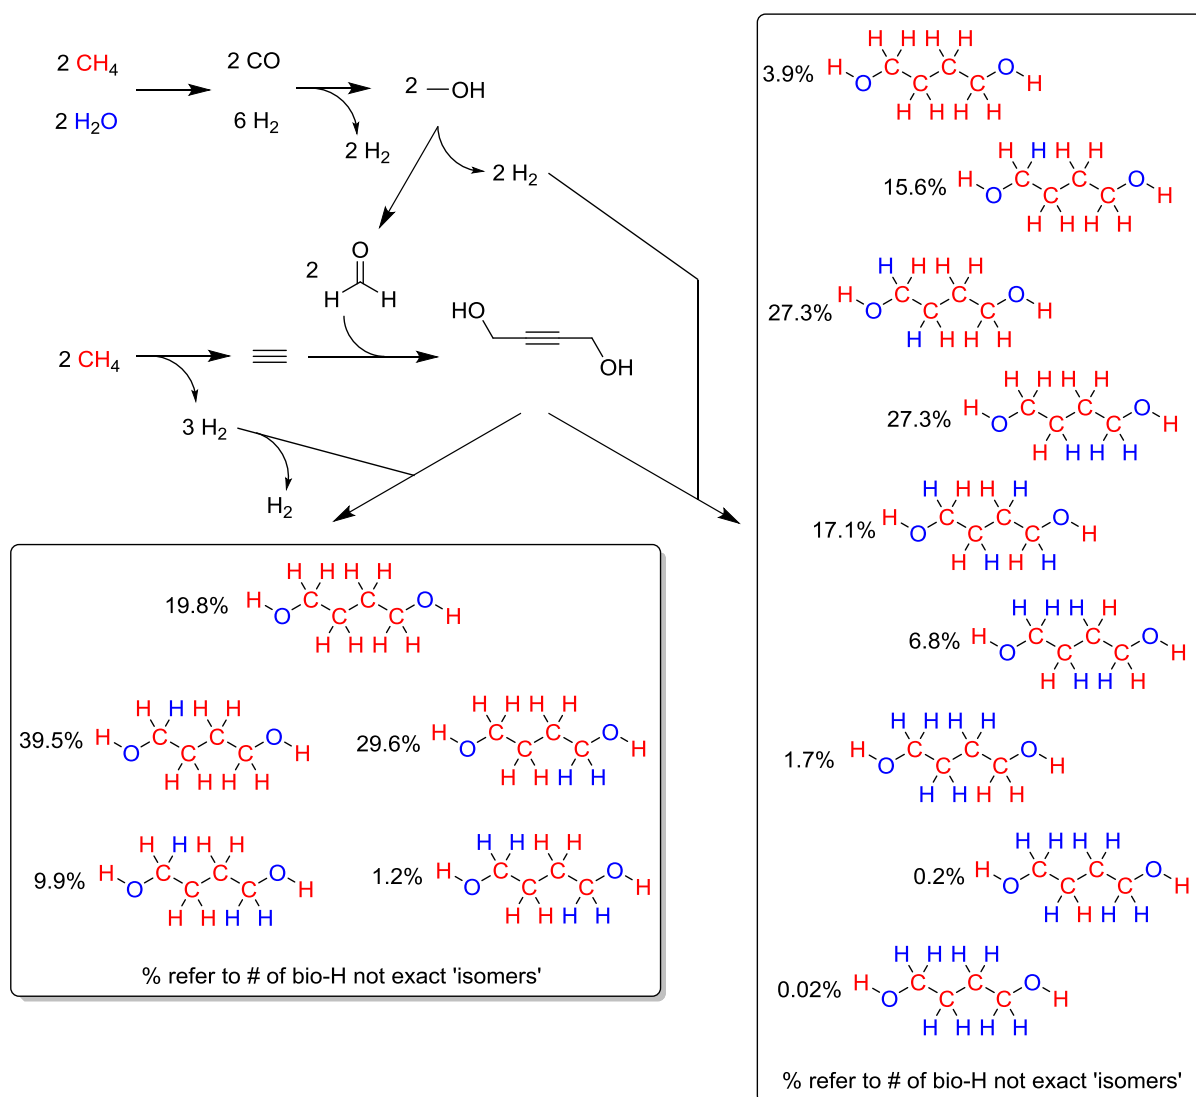 2 CH4
2 H2O
2 CO
6 H2
2 H2
2 —OH
2 H2
2
O
H H
2 CH4
3 H2
H2
HO
OH
19.8%
H H H H
H O C C C C O H
H H H H
39.5%
H H H H
H O C C C C O H
H H H H
29.6%
H H H H
H O C C C C O H
H H H H
9.9%
H H H H
H O C C C C O H
H H H H
1.2%
H H H H
H O C C C C O H
H H H H
% refer to # of bio-H not exact 'isomers'
3.9%
H H H H
H O C C C C O H
H H H H
15.6%
H H H H
H O C C C C O H
H H H H
27.3%
H H H H
H O C C C C O H
H H H H
27.3%
H H H H
H O C C C C O H
H H H H
17.1%
H H H H
H O C C C C O H
H H H H
6.8%
H H H H
H O C C C C O H
H H H H
1.7%
H H H H
H O C C C C O H
H H H H
0.2%
H H H H
H O C C C C O H
H H H H
0.02%
H H H H
H O C C C C O H
H H H H
% refer to # of bio-H not exact 'isomers'